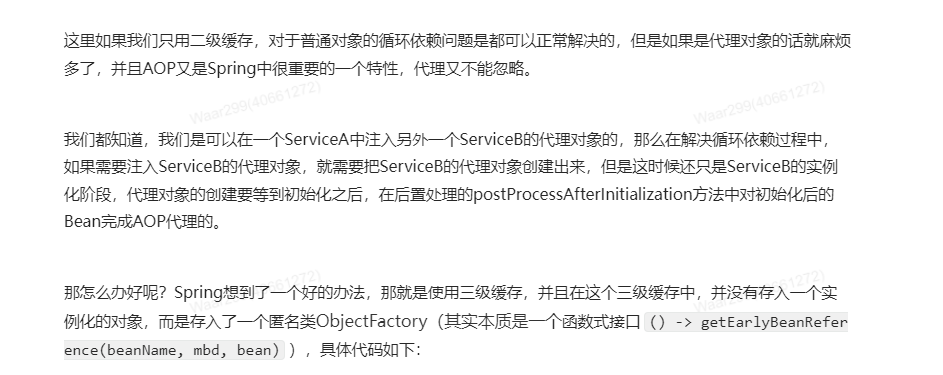 这里如果我们只用二级缓存，对于普通对象的循环依赖问题是都可以正常解决的，但是如果是代理对象的话就麻烦
多了，并且AOP又是Spring中很重要的一个特性，代理又不能忽略。
Waar299(40661272)
Waar299(40661272)
我们都知道，我们是可以在一个ServiceA中注入另外一个ServiceB的代理对象的，那么在解决循环依赖过程中，
如果需要注入ServiceB的代理对象，就需要把ServiceB的代理对象创建出来，但是这时候还只是ServiceB的实例
化阶段，代理对象的创建要等到初始化之后，在后置处理的postProcessAfterInitialization方法中对初始化后的
Bean完成AOP代理的。
那怎么办好呢？Spring想到了一个好的办法，那就是使用三级缓存，并且在这个三级缓存中，并没有存入一个实
Waar299(40661272)
Waar299(40661272)
例化的对象，而是存入了一个匿名类ObjectFactory（其实本质是一个函数式接口 () -> getEarlyBeanRefer
ence(beanName, mbd, bean) ），具体代码如下：